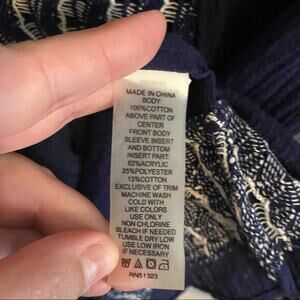 MADE IN CHINA
BODY:
100%COTTON
ABOVE PART OF
CENTER
FRONT BODY
SLEEVE INSERT
AND BOTTOM
INSERT PART:
62%ACRYLIC
25%POLYESTER
13%COTTON
EXCLUSIVE OF TRIM
MACHINE WASH
COLD WITH
LIKE COLORS
USE ONLY
NON CHLORINE
BLEACH IF NEEDED
TUMBLE DRY LOW
USE LOW IRON
IF NECESSARY
RN51323